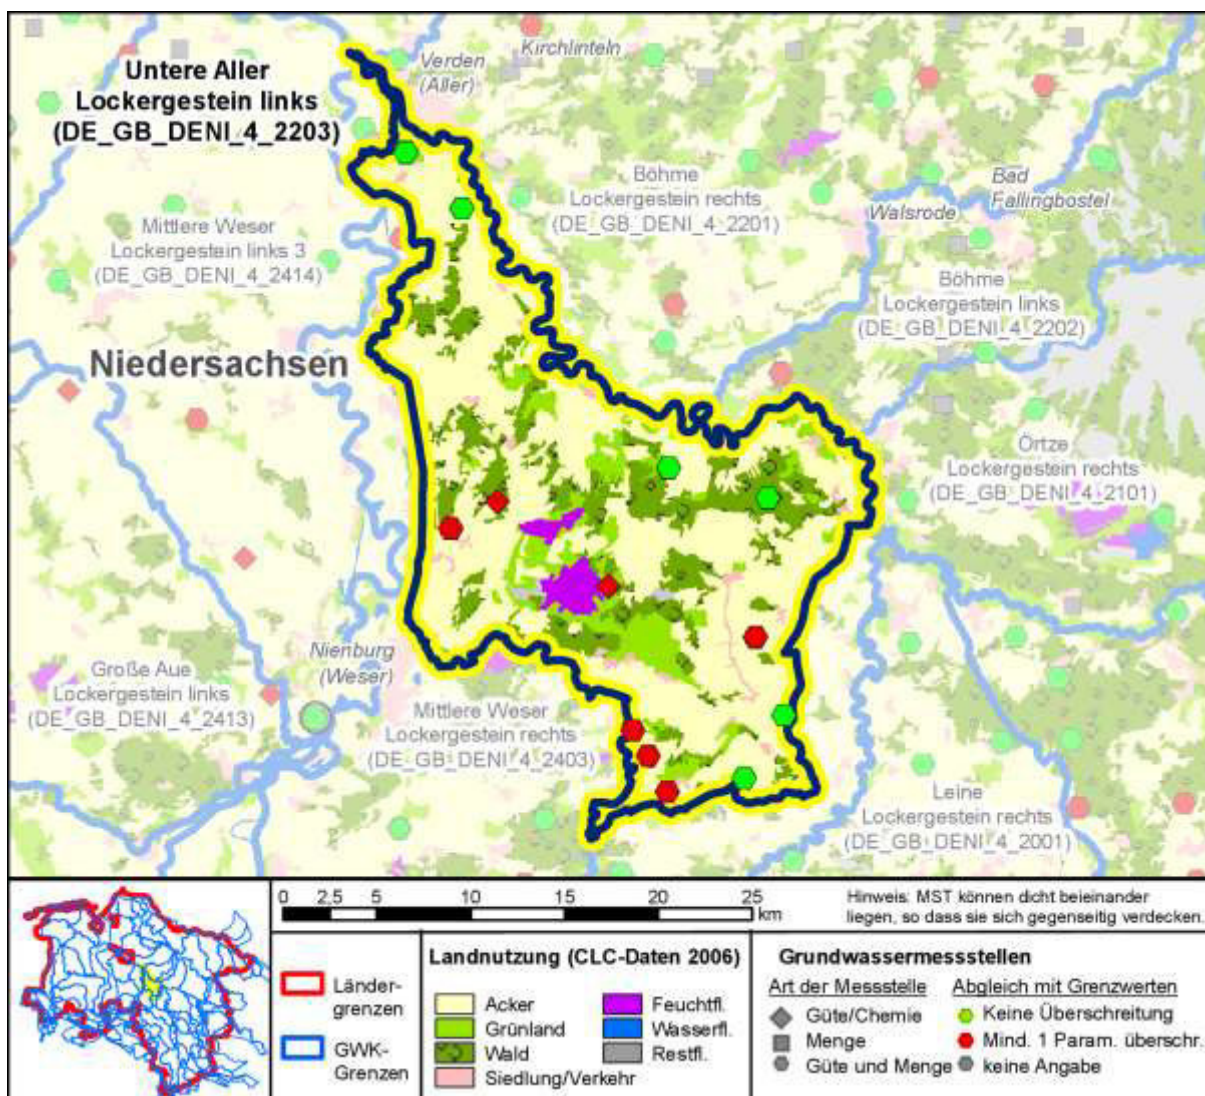 Untere Aller
Lockergestein links
(DE_GB_DENI_4_2203)
Verden
(Aller)
Kirchlinteln
Böhme
Lockergestein rechts
(DE_GB_DENI_4_2201)
Walsrode
Bad
Fallingbostel
Mittlere Weser
Lockergestein links 3
(DE_GB_DENI_4_2414)
Böhme
Lockergestein links
(DE_GB_DENI_4_2202)
Niedersachsen
Örtze
Lockergestein rechts
(DE_GB_DENI_4_2101)
Nienburg
(Weser)
Große Aue
Lockergestein links
(DE_GB_DENI_4_2413)
Mittlere Weser
Lockergestein rechts
(DE_GB_DENI_4_2403)
Leine
Lockergestein rechts
(DE_GB_DENI_4_2001)
0 2,5 5 10 15 20 25
km
Hinweis: MST können dicht beieinander
liegen, so dass sie sich gegenseitig verdecken.
Länder-
grenzen
GWK-
Grenzen
Landnutzung (CLC-Daten 2006)
Acker
Grünland
Wald
Siedlung/Verkehr
Feuchtfl.
Wasserfl.
Restfl.
Grundwassermessstellen
Art der Messstelle
Güte/Chemie
Menge
Güte und Menge
Abgleich mit Grenzwerten
Keine Überschreitung
Mind. 1 Param. überschr.
keine Angabe